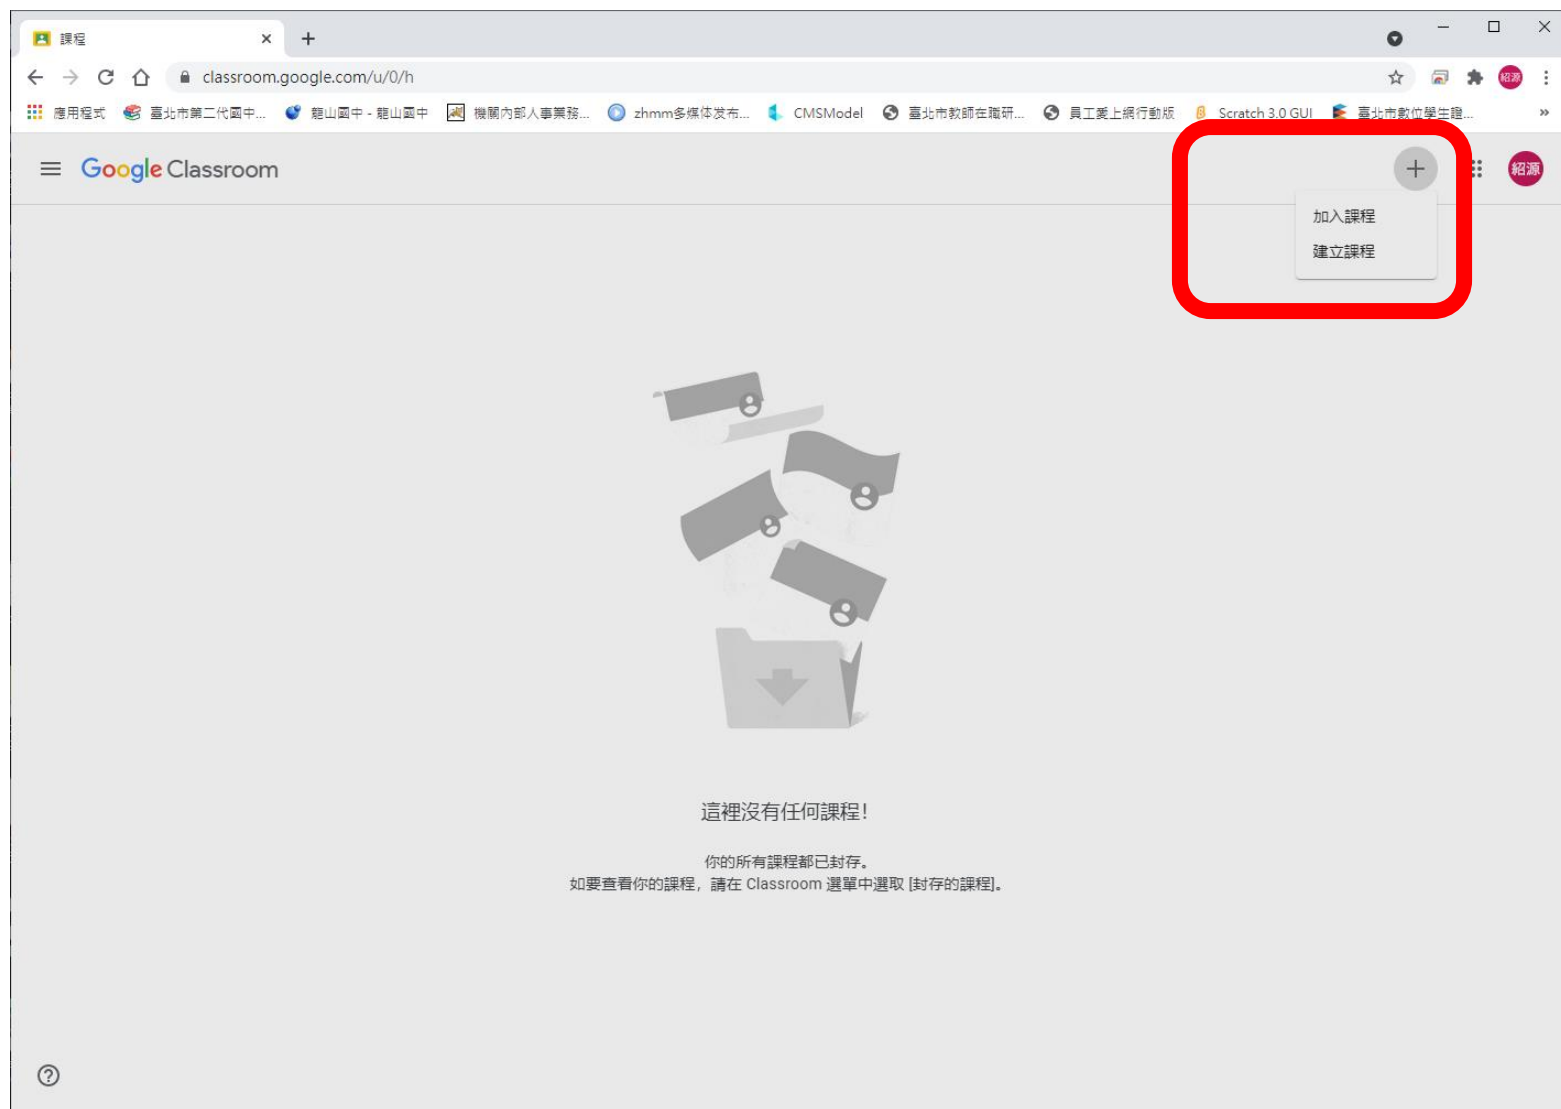 課程
classroom.google.com/u/0/h
紹源
應用程式 臺北市第二代國中... 龍山國中 - 龍山國中 機關內部人事業務... zhmm多媒体发布... CMSModel 臺北市教師在職研... 員工愛上網行動版 Scratch 3.0 GUI 臺北市數位學生證... »
Google Classroom
紹源
加入課程
建立課程
這裡沒有任何課程！
你的所有課程都已封存。
如要查看你的課程，請在 Classroom 選單中選取 [封存的課程]。